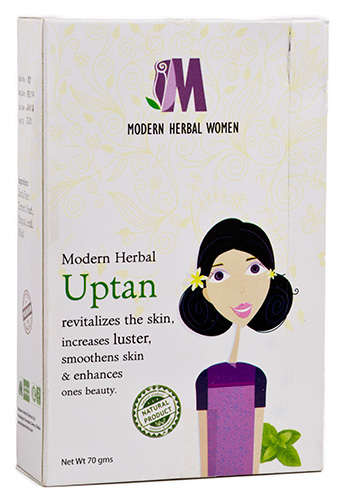 M
MODERN HERBAL WOMEN
Modern Herbal
Uptan
revitalizes the skin,
increases luster,
smoothens skin
& enhances
ones beauty.
NATURAL
PRODUCT
Net Wt 70 gms